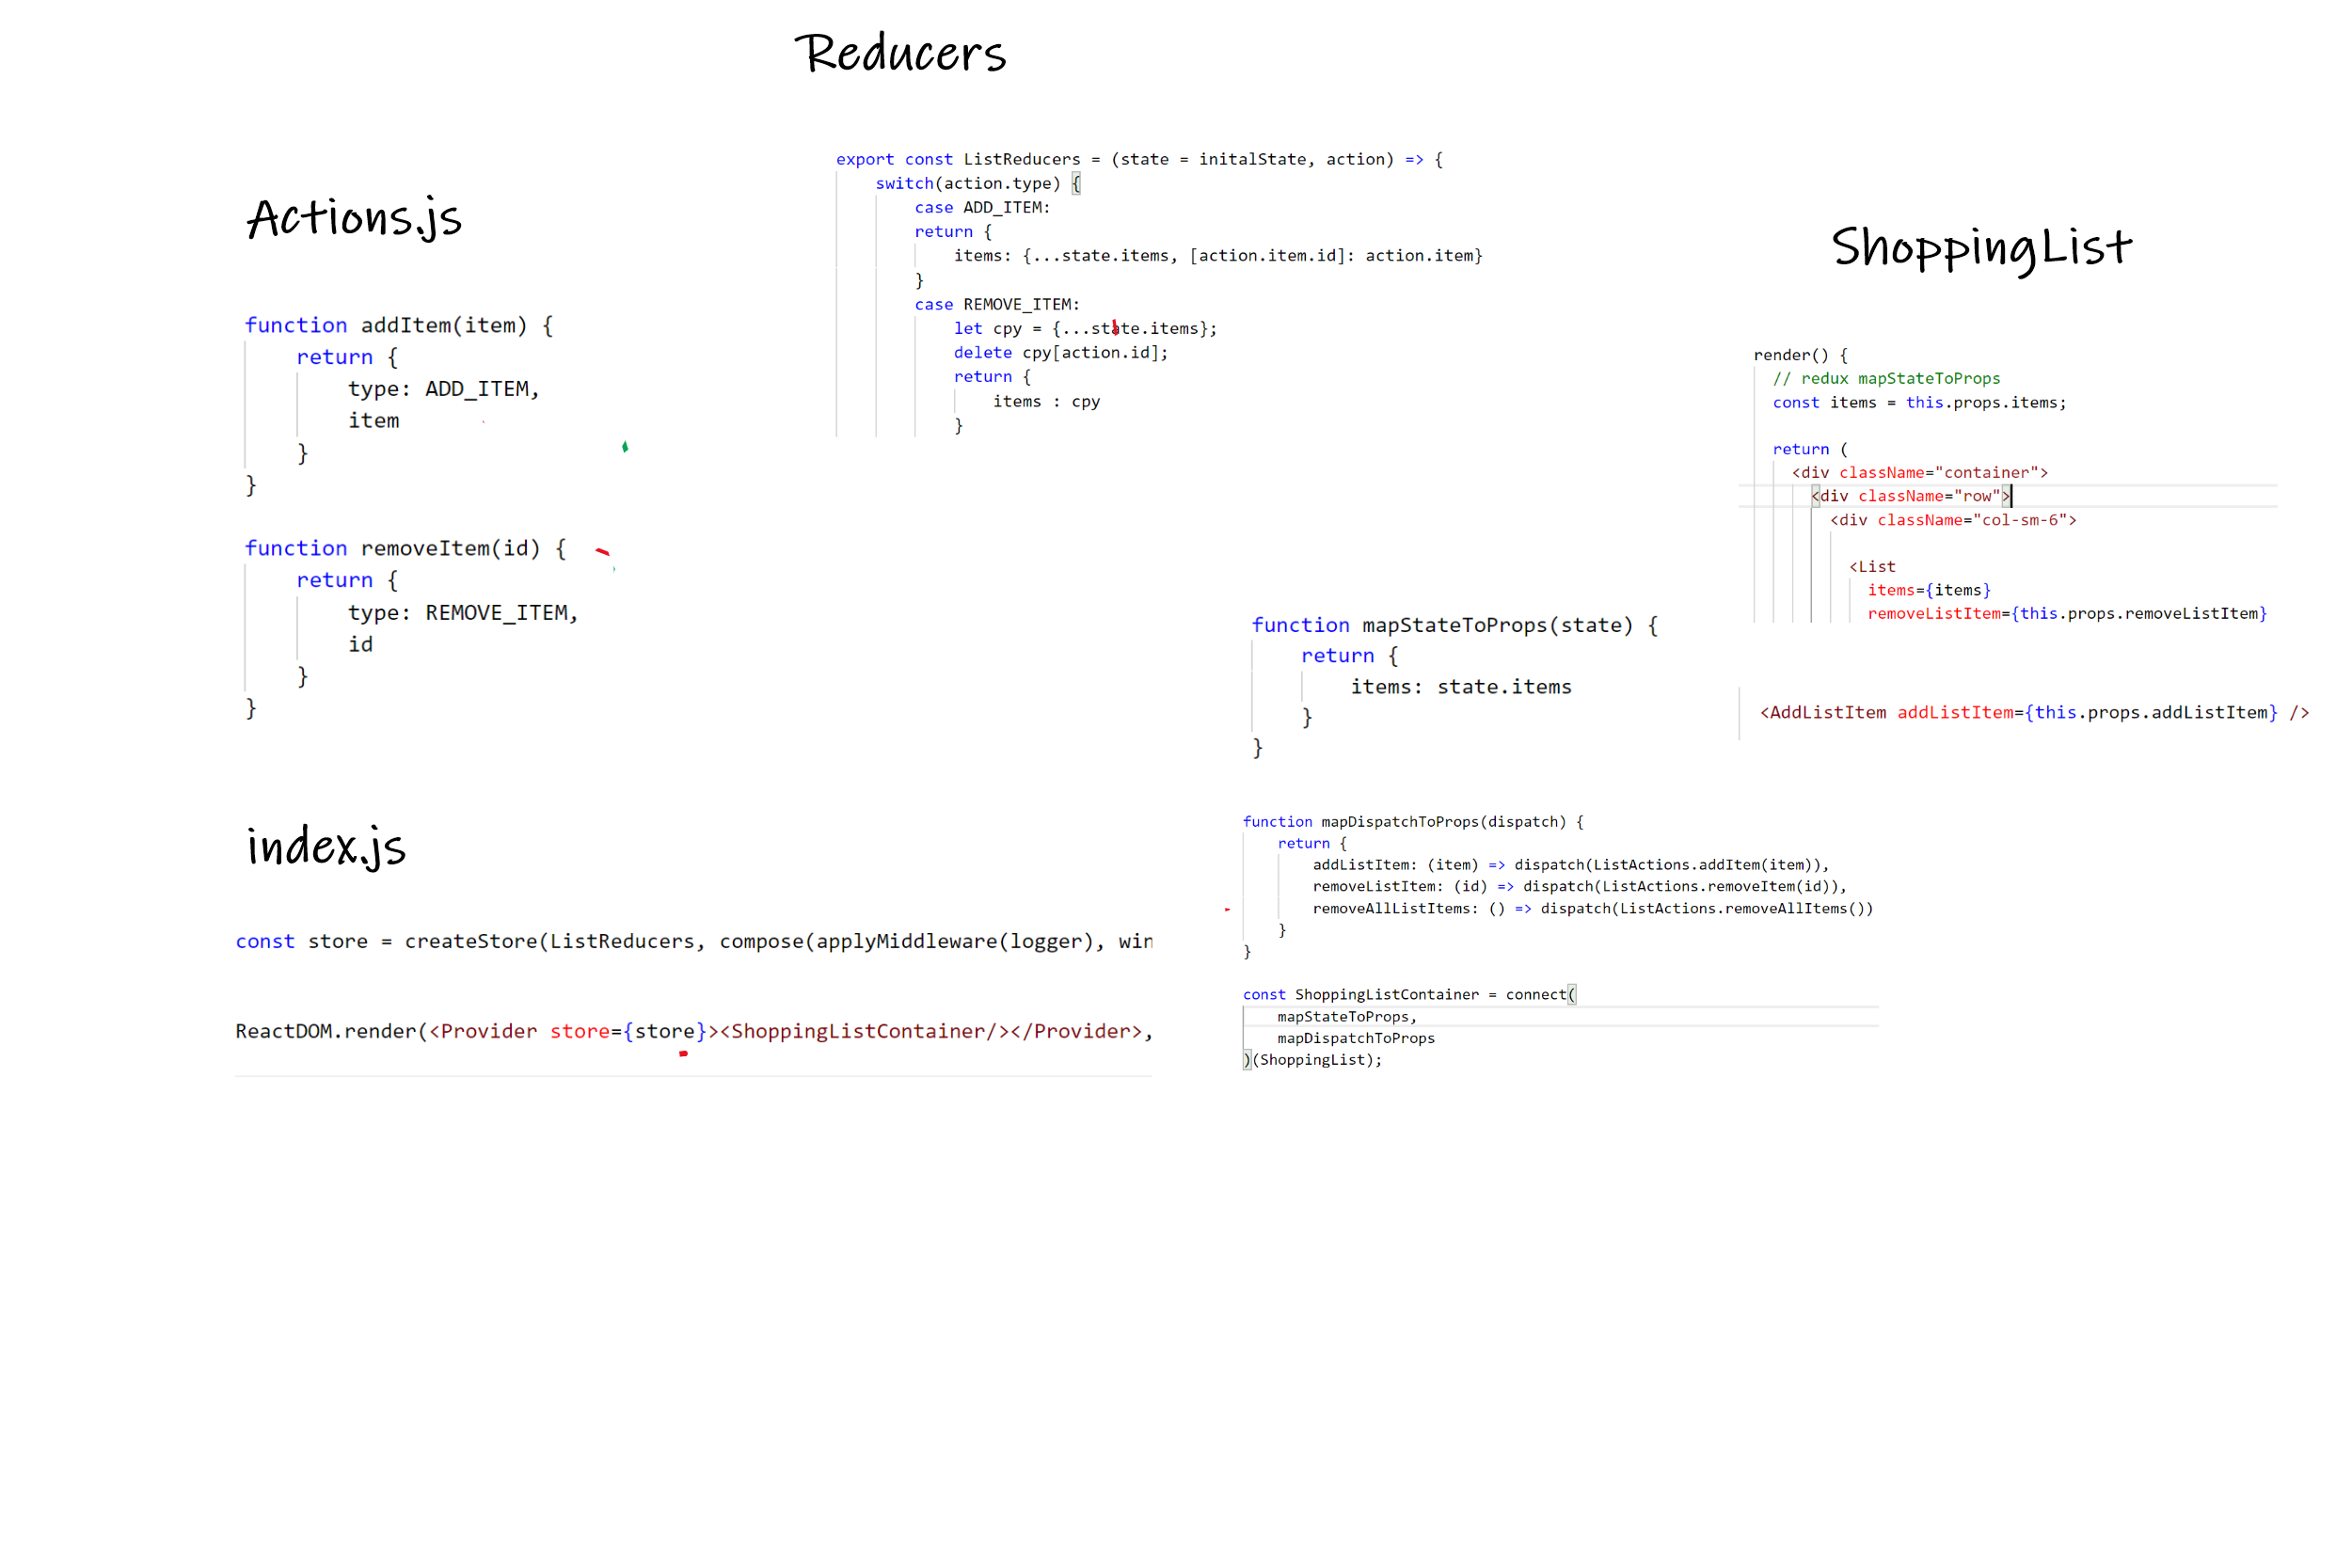 Reducers
export const ListReducers = (state = initalState, action) => {
switch(action.type) {
case ADD_ITEM:
return {
items: {...state.items, [action.item.id]: action.item}
}
case REMOVE_ITEM:
let cpy = {...state.items};
delete cpy[action.id];
return {
items : cpy
}
Actions.js
function addItem(item) {
return {
type: ADD_ITEM,
item
}
}
function removeItem(id) {
return {
type: REMOVE_ITEM,
id
}
}
ShoppingList
render() {
// redux mapStateToProps
const items = this.props.items;
return (
<div className="container">
<div className="row">
<div className="col-sm-6">
<List
items={items}
removeListItem={this.props.removeListItem}
<AddListItem addListItem={this.props.addListItem} />
function mapStateToProps(state) {
return {
items: state.items
}
}
function mapDispatchToProps(dispatch) {
return {
addListItem: (item) => dispatch(ListActions.addItem(item)),
removeListItem: (id) => dispatch(ListActions.removeItem(id)),
removeAllListItems: () => dispatch(ListActions.removeAllItems())
}
}
const ShoppingListContainer = connect(
mapStateToProps,
mapDispatchToProps
)(ShoppingList);
index.js
const store = createStore(ListReducers, compose(applyMiddleware(logger), win
ReactDOM.render(<Provider store={store}><ShoppingListContainer/></Provider>,